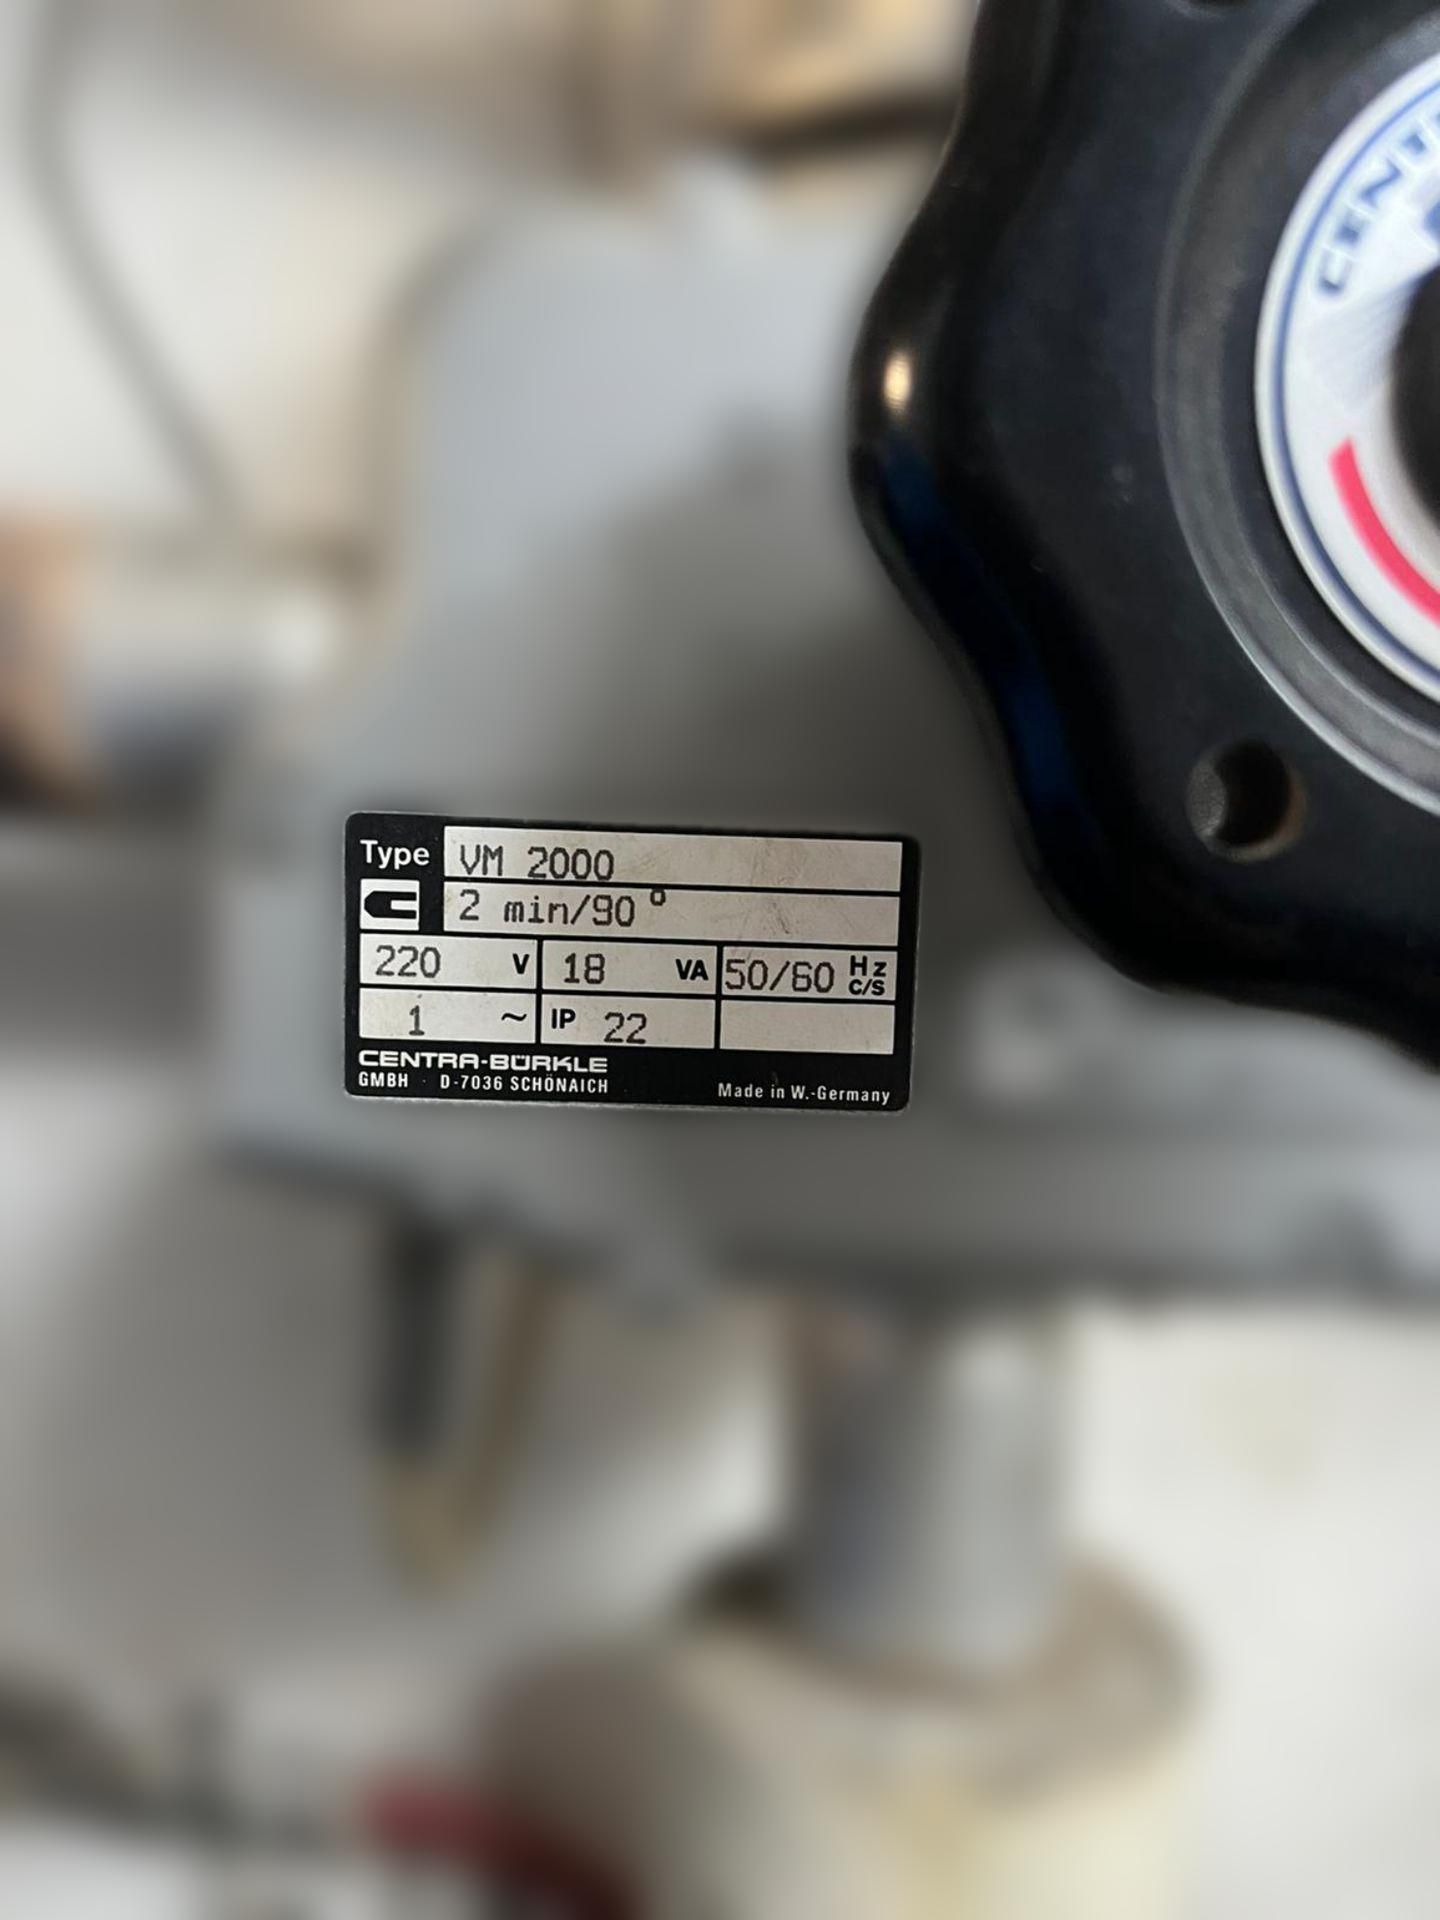 Type VM 2000
2 min/90°
220 V 18 VA 50/60 Hz C/S
1 ~ IP 22
CENTRA-BÜRKLE
GMBH · D-7036 SCHÖNAICH Made in W.-Germany